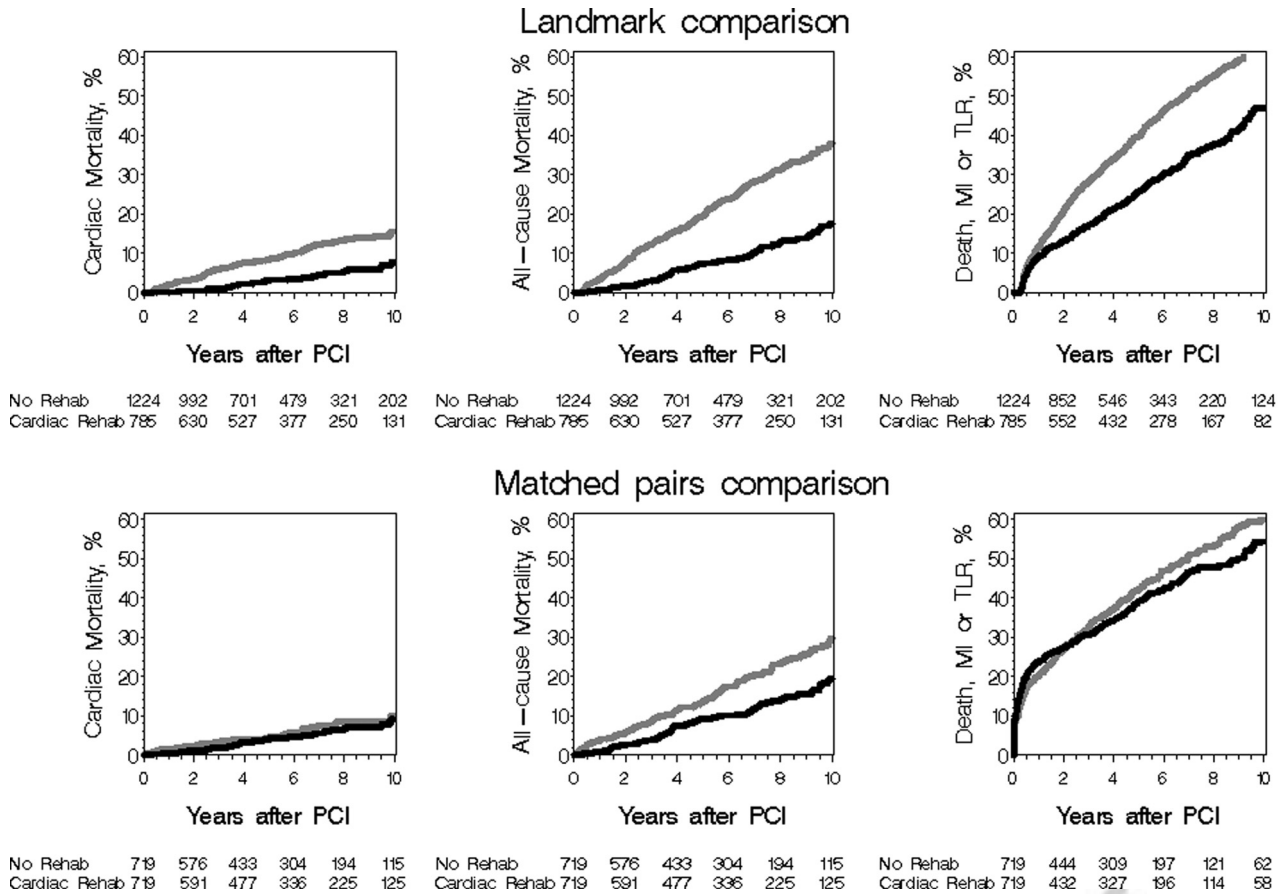 Landmark comparison
Cardiac Mortality, %
60
50
40
30
20
10
0
0 2 4 6 8 10
Years after PCI
All-cause Mortality, %
60
50
40
30
20
10
0
0 2 4 6 8 10
Years after PCI
Death, MI or TLR, %
60
50
40
30
20
10
0
0 2 4 6 8 10
Years after PCI
No Rehab 1224 992 701 479 321 202
Cardiac Rehab 785 630 527 377 250 131
No Rehab 1224 992 701 479 321 202
Cardiac Rehab 785 630 527 377 250 131
No Rehab 1224 852 546 343 220 124
Cardiac Rehab 785 552 432 278 167 82
Matched pairs comparison
Cardiac Mortality, %
60
50
40
30
20
10
0
0 2 4 6 8 10
Years after PCI
All-cause Mortality, %
60
50
40
30
20
10
0
0 2 4 6 8 10
Years after PCI
Death, MI or TLR, %
60
50
40
30
20
10
0
0 2 4 6 8 10
Years after PCI
No Rehab 719 576 433 304 194 115
Cardiac Rehab 719 591 477 336 225 125
No Rehab 719 576 433 304 194 115
Cardiac Rehab 719 591 477 336 225 125
No Rehab 719 444 309 197 121 62
Cardiac Rehab 719 432 327 196 114 59